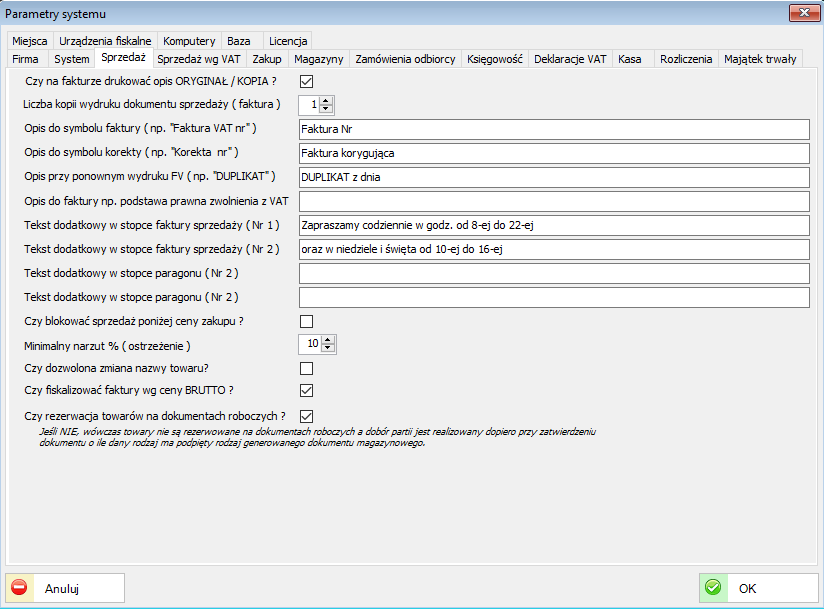 Parametry systemu
Miejsca Urządzenia fiskalne Komputery Baza Licencja
Firma System Sprzedaż Sprzedaż wg VAT Zakup Magazyny Zamówienia odbiorcy Księgowość Deklaracje VAT Kasa Rozliczenia Majątek trwały
Czy na fakturze drukować opis ORYGINAŁ / KOPIA ?
Liczba kopii wydruku dokumentu sprzedaży ( faktura ) 1
Opis do symbolu faktury ( np. "Faktura VAT nr" ) Faktura Nr
Opis do symbolu korekty ( np. "Korekta nr" ) Faktura korygująca
Opis przy ponownym wydruku FV ( np. "DUPLIKAT" ) DUPLIKAT z dnia
Opis do faktury np. podstawa prawna zwolnienia z VAT
Tekst dodatkowy w stopce faktury sprzedaży ( Nr 1 ) Zapraszamy codziennie w godz. od 8-ej do 22-ej
Tekst dodatkowy w stopce faktury sprzedaży ( Nr 2 ) oraz w niedziele i święta od 10-ej do 16-ej
Tekst dodatkowy w stopce paragonu ( Nr 2 )
Tekst dodatkowy w stopce paragonu ( Nr 2 )
Czy blokować sprzedaż poniżej ceny zakupu ?
Minimalny narzut % ( ostrzeżenie ) 10
Czy dozwolona zmiana nazwy towaru?
Czy fiskalizować faktury wg ceny BRUTTO ?
Czy rezerwacja towarów na dokumentach roboczych ?
Jeśli NIE, wówczas towary nie są rezerwowane na dokumentach roboczych a dobór partii jest realizowany dopiero przy zatwierdzeniu
dokumentu o ile dany rodzaj ma podpięty rodzaj generowanego dokumentu magazynowego.
Anuluj OK